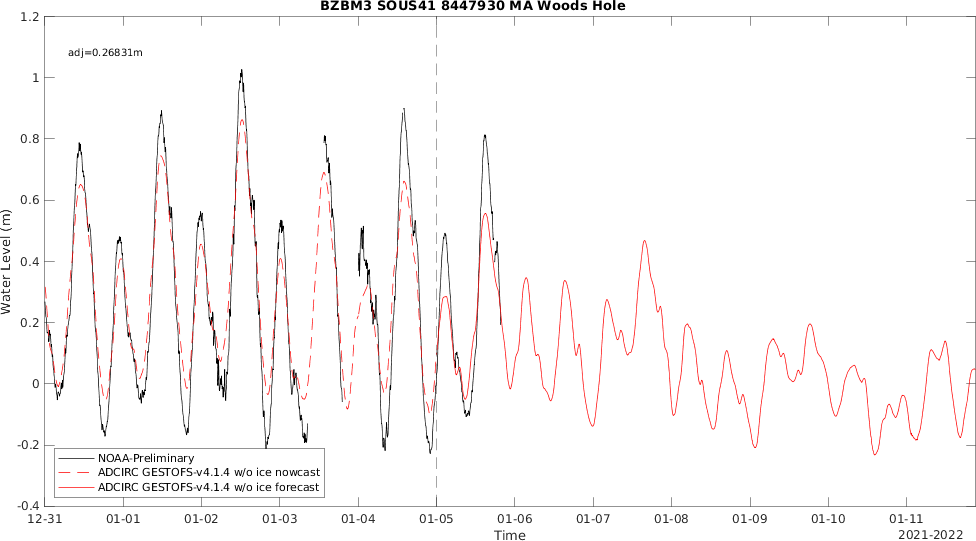 BZBM3 SOUS41 8447930 MA Woods Hole
1.2
adj=0.26831m
1
0.8
0.6
0.4
0.2
0
-0.2
-0.4
Water Level (m)
NOAA-Preliminary
ADCIRC GESTOFS-v4.1.4 w/o ice nowcast
ADCIRC GESTOFS-v4.1.4 w/o ice forecast
12-31 01-01 01-02 01-03 01-04 01-05 01-06 01-07 01-08 01-09 01-10 01-11
Time
2021-2022